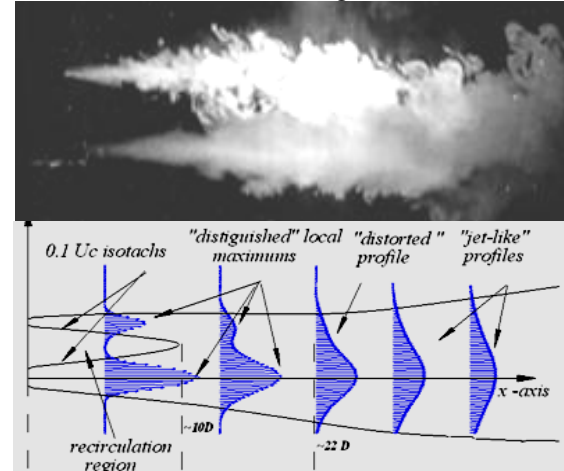 "distiguished" local
maximums
0.1 Uc isotachs
"distorted "
profile
"jet-like"
profiles
x -axis
~10D
~22 D
recirculation
region